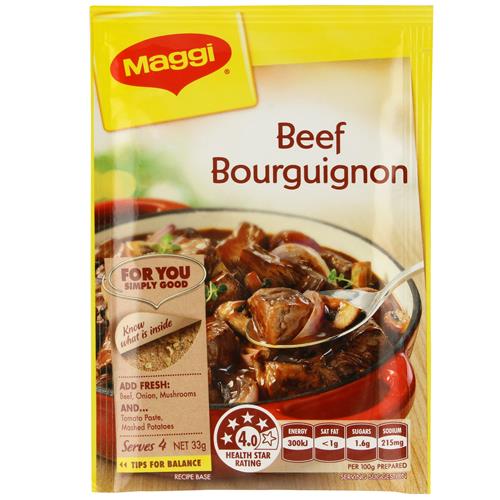 Maggi®
Beef
Bourguignon
FOR YOU
SIMPLY GOOD
Know
what is inside
ADD FRESH:
Beef, Onion, Mushrooms
AND...
Tomato Paste,
Mashed Potatoes
Serves 4 NET 33g
<< TIPS FOR BALANCE
RECIPE BASE
4.0
HEALTH STAR
RATING
ENERGY
300kJ
SAT FAT
<1g
SUGARS
1.6g
SODIUM
215mg
PER 100g PREPARED
SERVING SUGGESTION